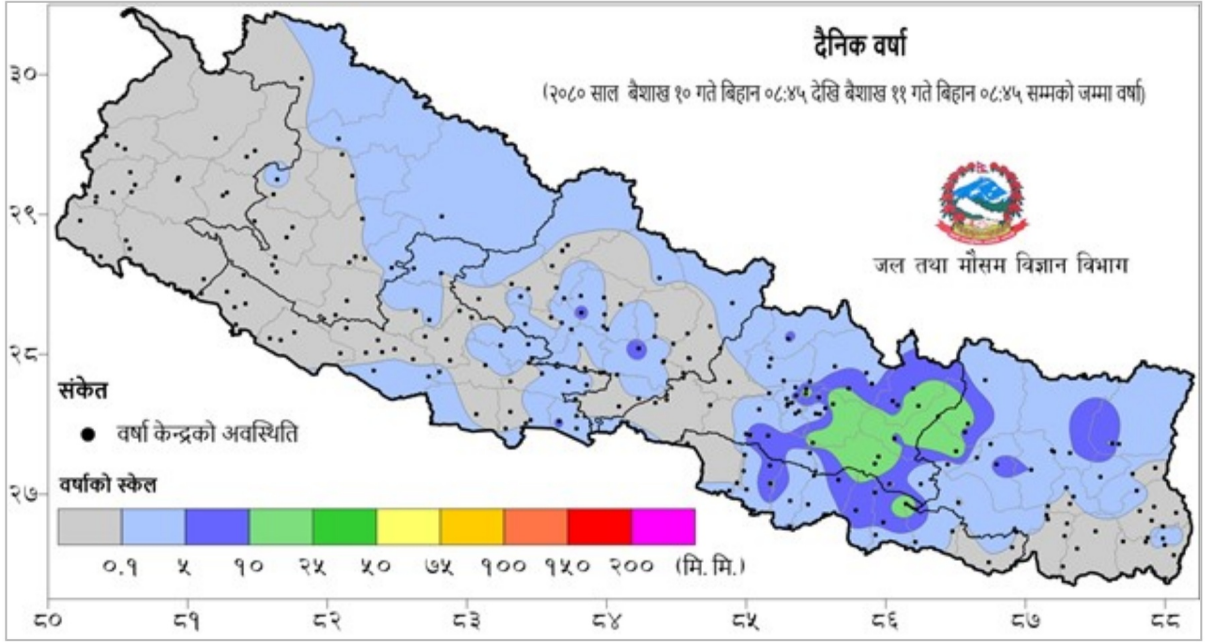 दैनिक वर्षा
(२०८० साल बैशाख १० गते बिहान ०८:४५ देखि बैशाख ११ गते बिहान ०८:४५ सम्मको जम्मा वर्षा)
जल तथा मौसम विज्ञान विभाग
३०
२९
२८
२७
संकेत
वर्षा केन्द्रको अवस्थिति
वर्षाको स्केल
०.१ ५ १० २५ ५० ७५ १०० १५० २०० (मि.मि.)
८० ८१ ८२ ८३ ८४ ८५ ८६ ८७ ८८